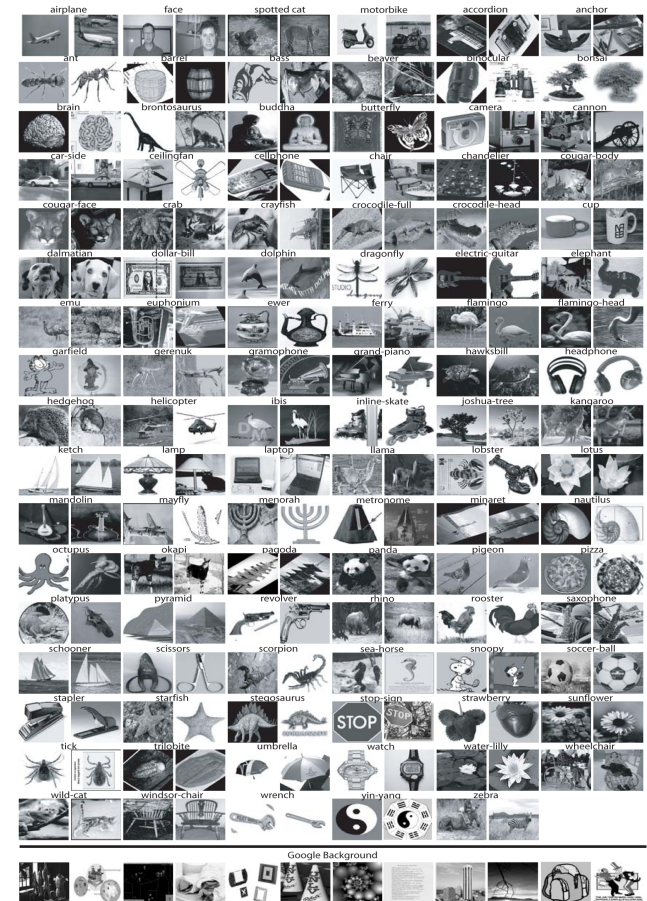 airplane face spotted cat motorbike accordion anchor
ant barrel bass beaver binocular bonsai
brain brontosaurus buddha butterfly camera cannon
car-side ceilingfan cellphone chair chandelier cougar-body
cougar-face crab crayfish crocodile-full crocodile-head cup
dalmatian dollar-bill dolphin dragonfly electric-guitar elephant
STUDIO
emu euphonium ewer ferry flamingo flamingo-head
garfield gerenuk gramophone grand-piano hawksbill headphone
hedgehog helicopter ibis inline-skate joshua-tree kangaroo
ketch lamp laptop llama lobster lotus
mandolin mayfly menorah metronome minaret nautilus
octupus okapi pagoda panda pigeon pizza
platypus pyramid revolver rhino rooster saxophone
schooner scissors scorpion sea-horse snoopy soccer-ball
stapler starfish stegosaurus stop-sign strawberry sunflower
STOP STOP
tick trilobite umbrella watch water-lilly wheelchair
wild-cat windsor-chair wrench yin-yang zebra
Google Background